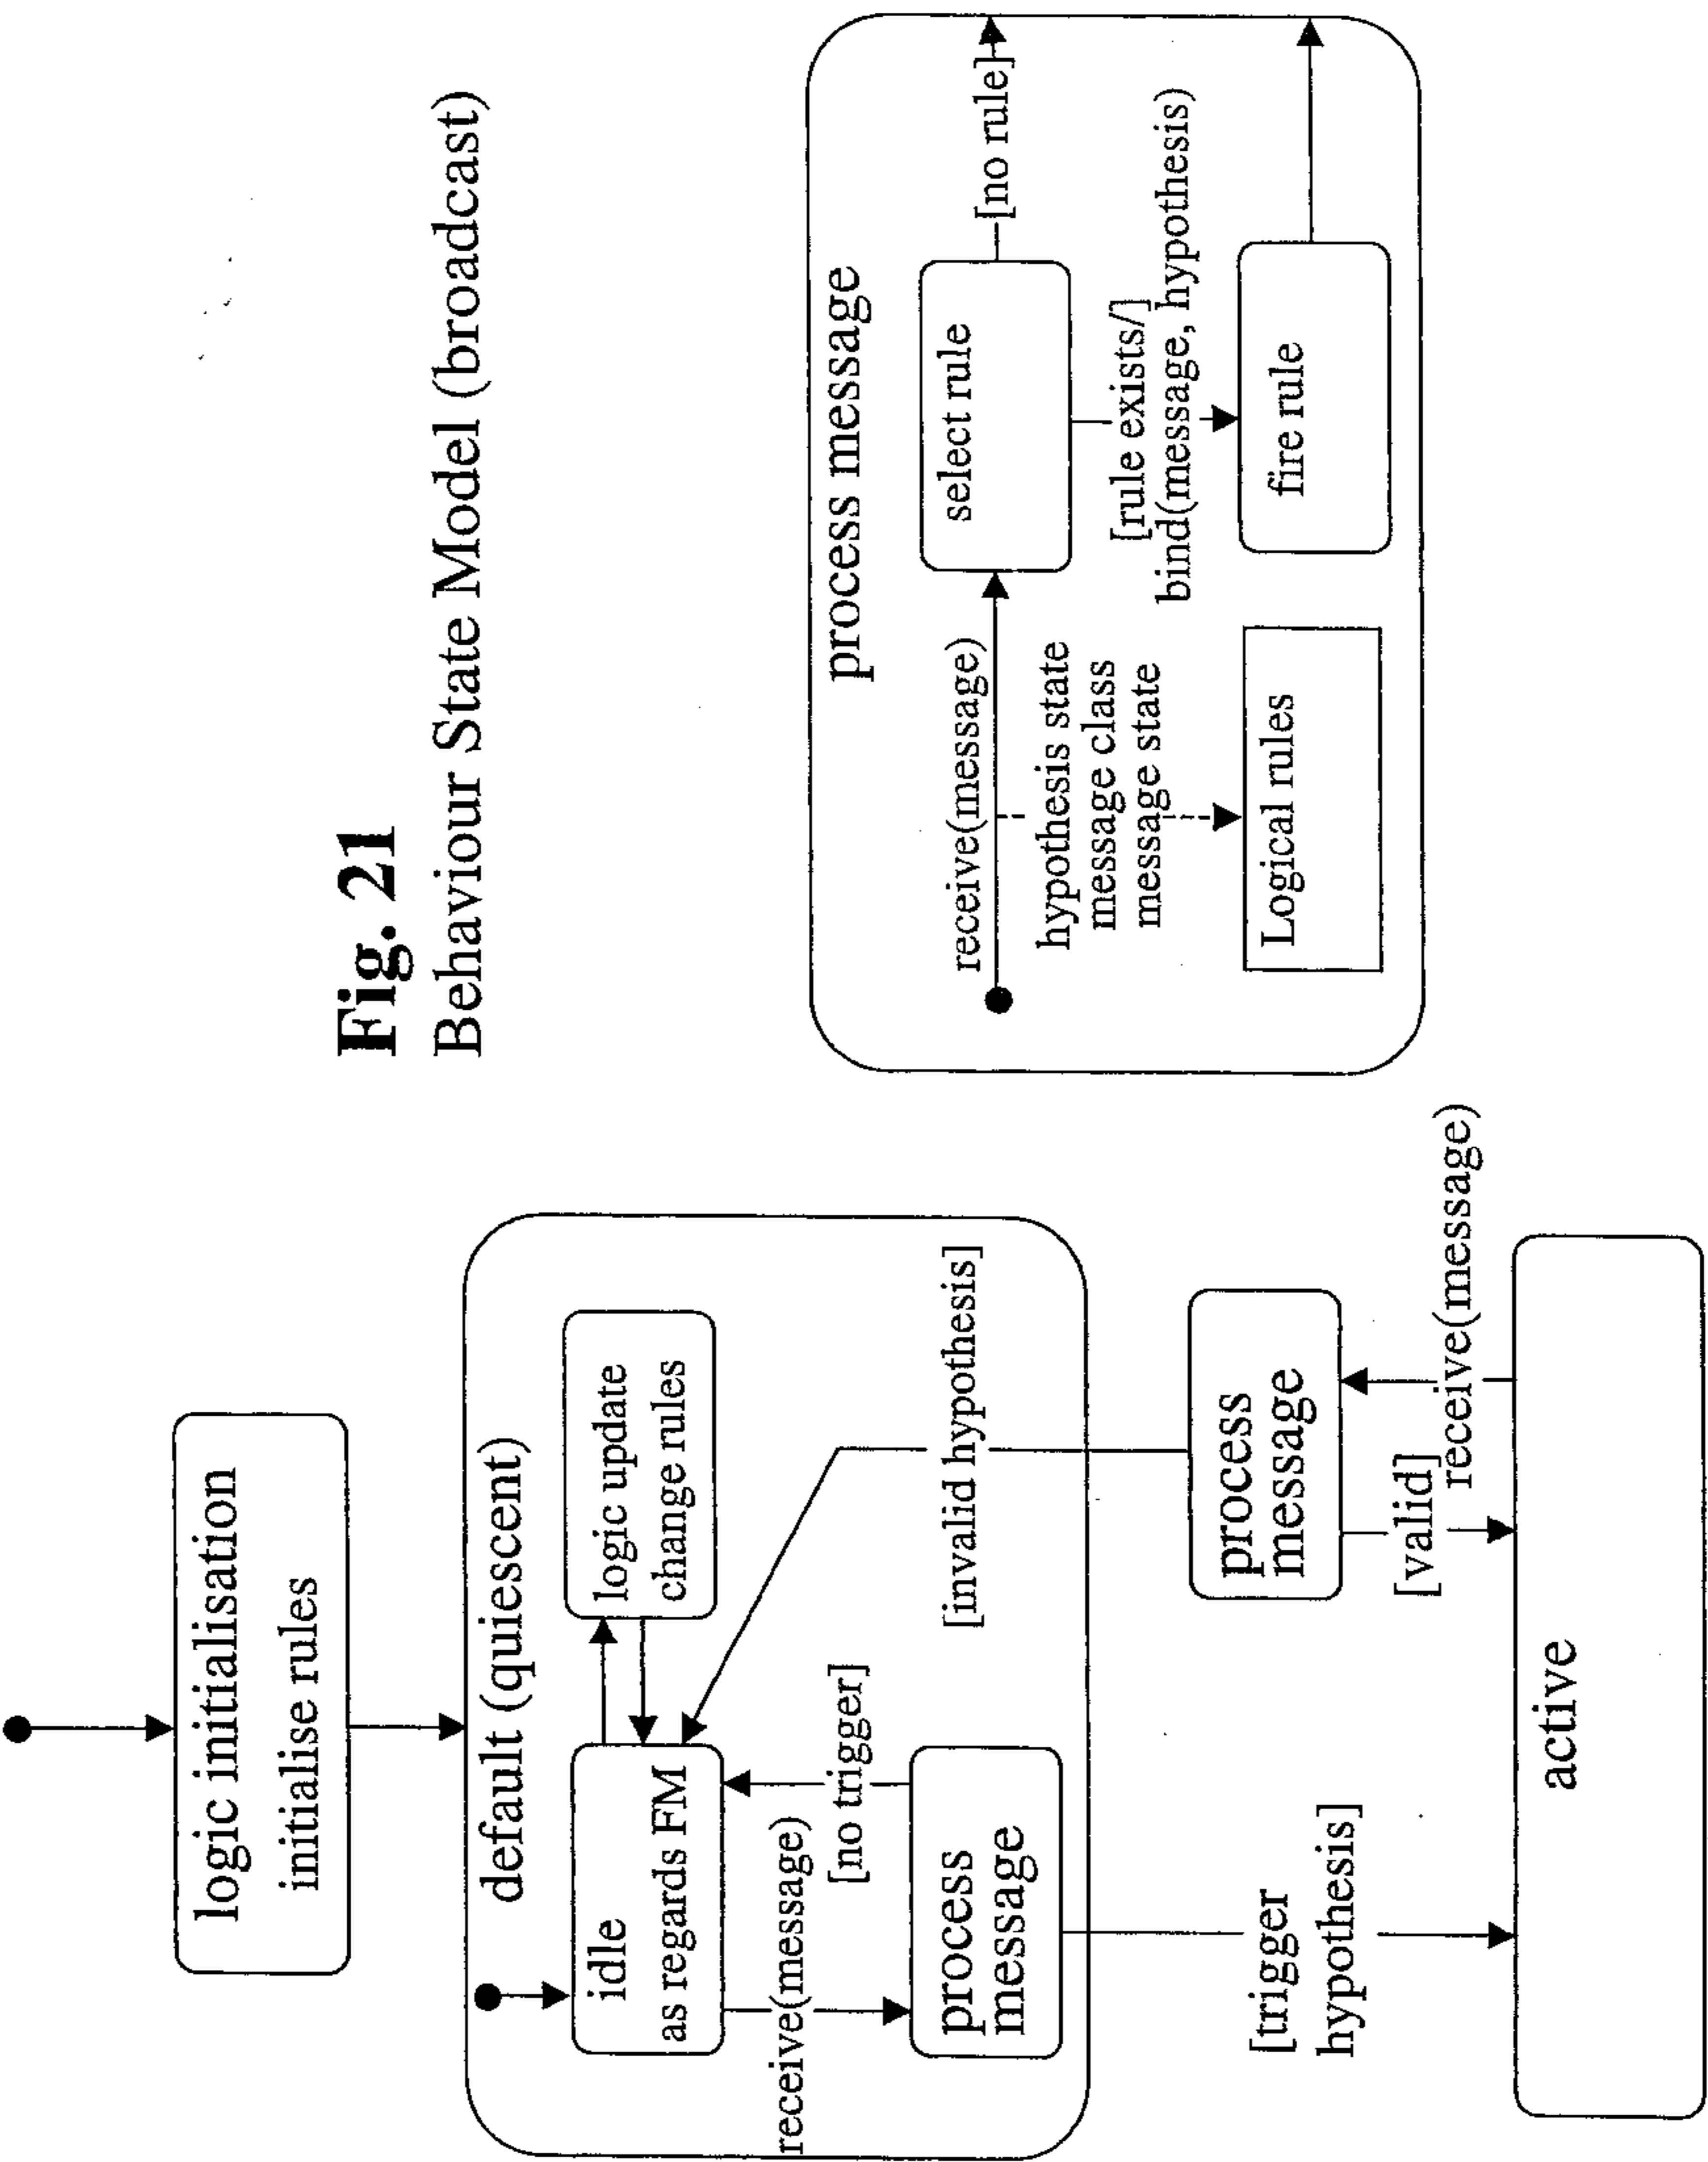 Fig. 21
Behaviour State Model (broadcast)
logic initialisation
initialise rules
default (quiescent)
idle
as regards FM
logic update
change rules
receive(message)
[no trigger]
[invalid hypothesis]
process
message
process
message
[trigger
hypothesis]
[valid]
receive(message)
active
process message
receive(message)
select rule
[no rule]
hypothesis state
message class
message state
[rule exists/]
bind(message, hypothesis)
Logical rules
fire rule